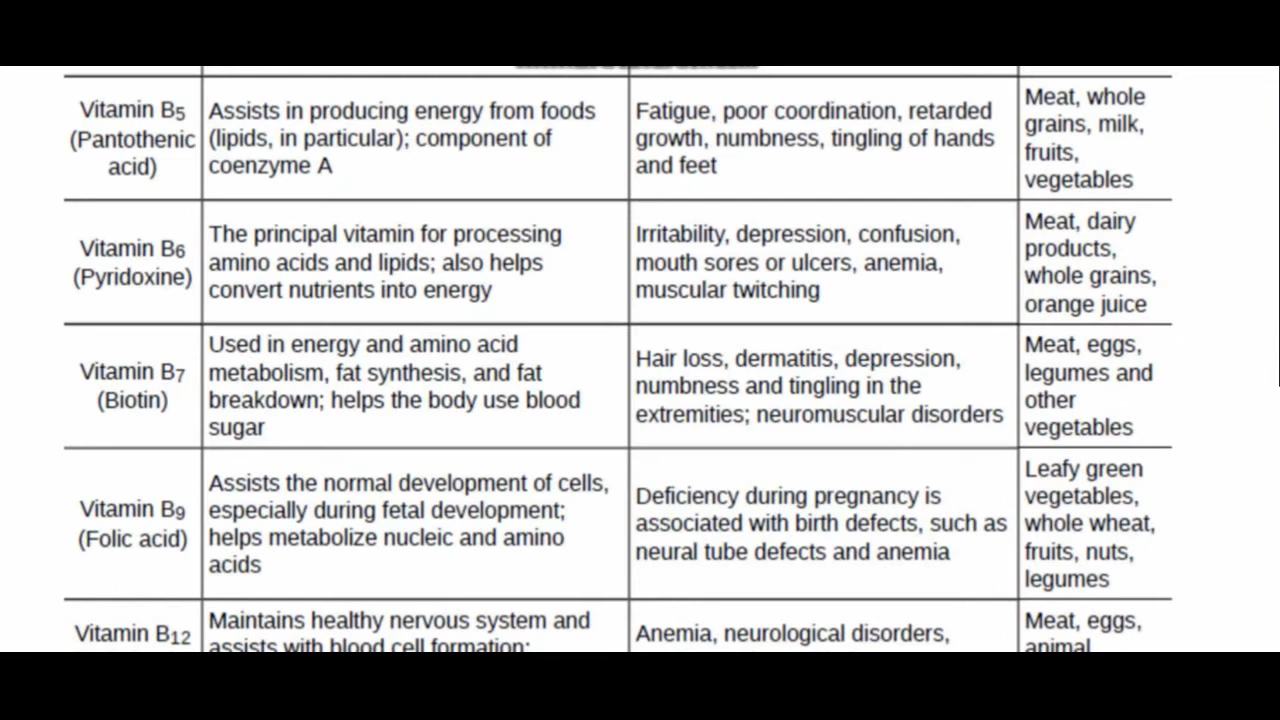 Vitamin B5
(Pantothenic
acid)
Assists in producing energy from foods
(lipids, in particular); component of
coenzyme A
Fatigue, poor coordination, retarded
growth, numbness, tingling of hands
and feet
Meat, whole
grains, milk,
fruits,
vegetables
Vitamin B6
(Pyridoxine)
The principal vitamin for processing
amino acids and lipids; also helps
convert nutrients into energy
Irritability, depression, confusion,
mouth sores or ulcers, anemia,
muscular twitching
Meat, dairy
products,
whole grains,
orange juice
Vitamin B7
(Biotin)
Used in energy and amino acid
metabolism, fat synthesis, and fat
breakdown; helps the body use blood
sugar
Hair loss, dermatitis, depression,
numbness and tingling in the
extremities; neuromuscular disorders
Meat, eggs,
legumes and
other
vegetables
Vitamin B9
(Folic acid)
Assists the normal development of cells,
especially during fetal development;
helps metabolize nucleic and amino
acids
Deficiency during pregnancy is
associated with birth defects, such as
neural tube defects and anemia
Leafy green
vegetables,
whole wheat,
fruits, nuts,
legumes
Vitamin B12
Maintains healthy nervous system and
assists with blood cell formation;
Anemia, neurological disorders,
Meat, eggs,
animal